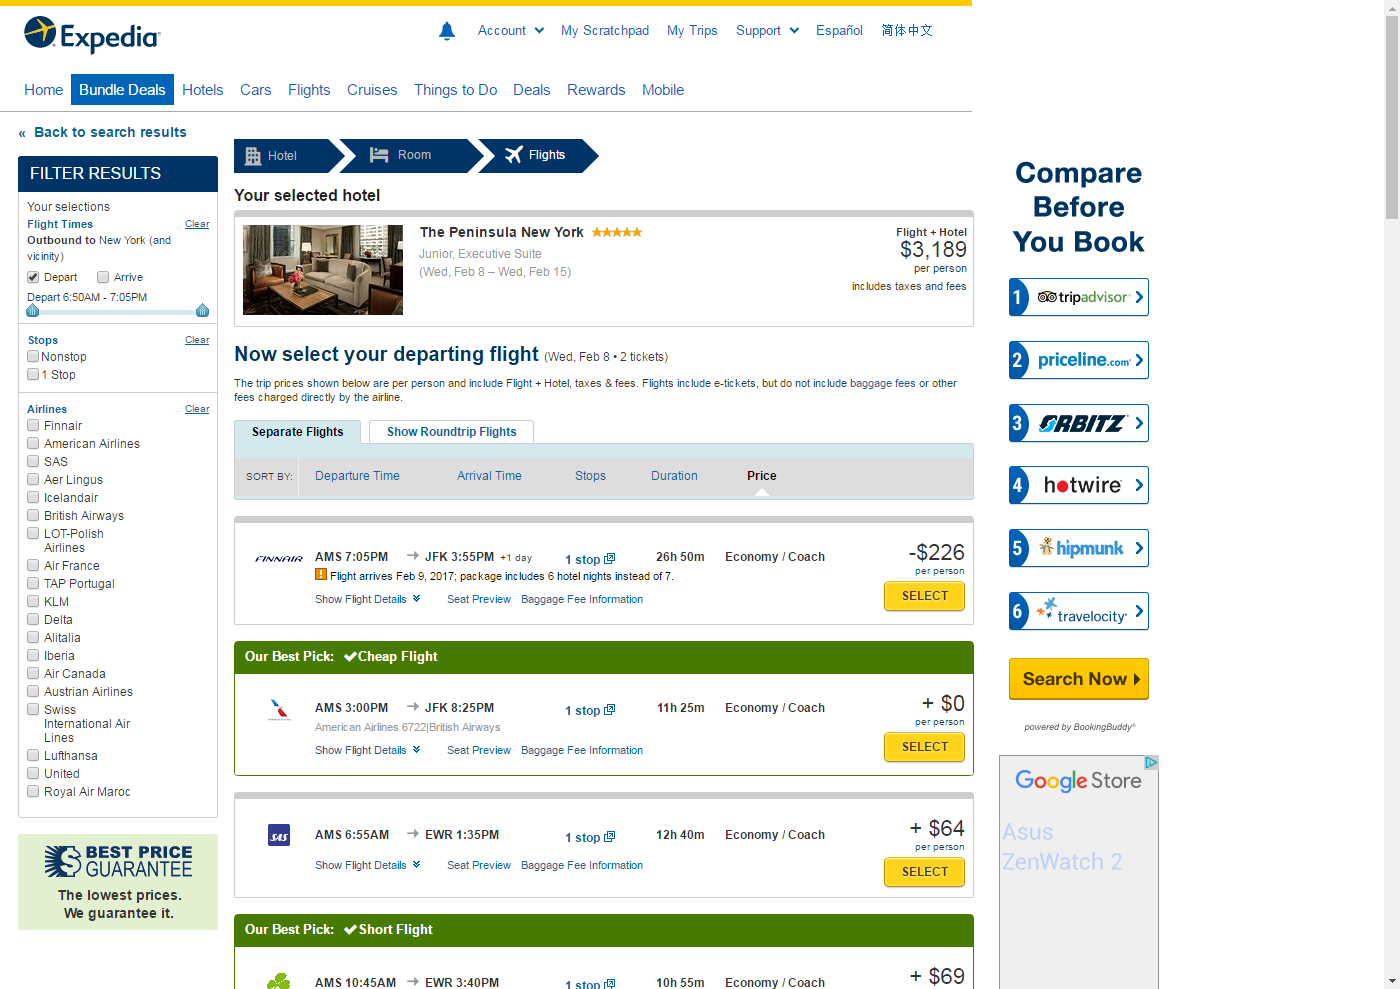 Expedia
Account
My Scratchpad
My Trips
Support
Español
简体中文
Home
Bundle Deals
Hotels
Cars
Flights
Cruises
Things to Do
Deals
Rewards
Mobile
« Back to search results
FILTER RESULTS
Your selections
Flight Times
Clear
Outbound to New York (and
vicinity)
Depart
Arrive
Depart 6:50AM - 7:05PM
Stops
Clear
Nonstop
1 Stop
Airlines
Clear
Finnair
American Airlines
SAS
Aer Lingus
Icelandair
British Airways
LOT-Polish
Airlines
Air France
TAP Portugal
KLM
Delta
Alitalia
Iberia
Air Canada
Austrian Airlines
Swiss
International Air
Lines
Lufthansa
United
Royal Air Maroc
BEST PRICE
GUARANTEE
The lowest prices.
We guarantee it.
Hotel
Room
Flights
Your selected hotel
The Peninsula New York
Junior, Executive Suite
(Wed, Feb 8 – Wed, Feb 15)
Flight + Hotel
$3,189
per person
includes taxes and fees
Now select your departing flight (Wed, Feb 8 • 2 tickets)
The trip prices shown below are per person and include Flight + Hotel, taxes & fees. Flights include e-tickets, but do not include baggage fees or other
fees charged directly by the airline.
Separate Flights
Show Roundtrip Flights
SORT BY:
Departure Time
Arrival Time
Stops
Duration
Price
FINNAIR
AMS 7:05PM
JFK 3:55PM +1 day
1 stop
26h 50m
Economy / Coach
-$226
per person
Flight arrives Feb 9, 2017; package includes 6 hotel nights instead of 7.
Show Flight Details
Seat Preview
Baggage Fee Information
SELECT
Our Best Pick: Cheap Flight
AMS 3:00PM
JFK 8:25PM
1 stop
11h 25m
Economy / Coach
+ $0
per person
American Airlines 6722|British Airways
Show Flight Details
Seat Preview
Baggage Fee Information
SELECT
SAS
AMS 6:55AM
EWR 1:35PM
1 stop
12h 40m
Economy / Coach
+ $64
per person
Show Flight Details
Seat Preview
Baggage Fee Information
SELECT
Our Best Pick: Short Flight
AMS 10:45AM
EWR 3:40PM
1 stop
10h 55m
Economy / Coach
+ $69
Compare
Before
You Book
1 tripadvisor
2 priceline.com
3 ORBITZ
4 hotwire
5 hipmunk
6 travelocity
Search Now
powered by BookingBuddy®
Google Store
Asus
ZenWatch 2